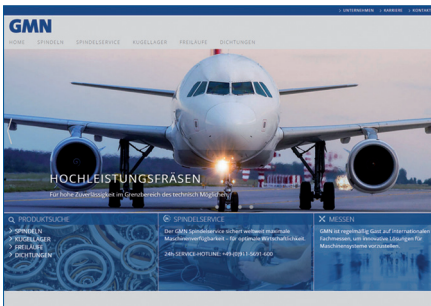 UNTERNEHMEN KARRIERE KONTAKT
GMN
HOME SPINDELN SPINDELSERVICE KUGELLAGER FREILÄUFE DICHTUNGEN
HOCHLEISTUNGSFRÄSEN
Für hohe Zuverlässigkeit im Grenzbereich des technisch Möglichen.
PRODUKTSUCHE
> SPINDELN
> KUGELLAGER
> FREILÄUFE
> DICHTUNGEN
SPINDELSERVICE
Der GMN Spindelservice sichert weltweit maximale
Maschinenverfügbarkeit – für optimale Wirtschaftlichkeit.
24h SERVICE-HOTLINE: +49-(0)911-5691-600
MESSEN
GMN ist regelmäßig Gast auf internationalen
Fachmessen, um innovative Lösungen für
Maschinensysteme vorzustellen.